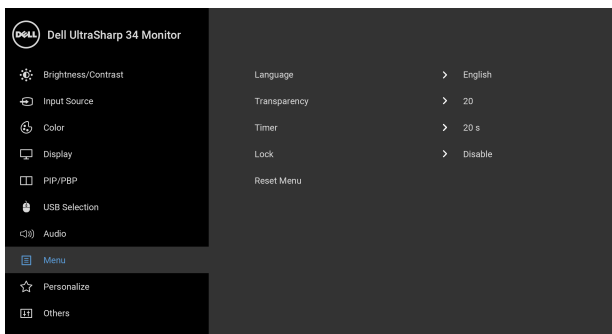 DELL Dell UltraSharp 34 Monitor
Brightness/Contrast
Input Source
Color
Display
PIP/PBP
USB Selection
Audio
Menu
Personalize
Others
Language > English
Transparency > 20
Timer > 20 s
Lock > Disable
Reset Menu